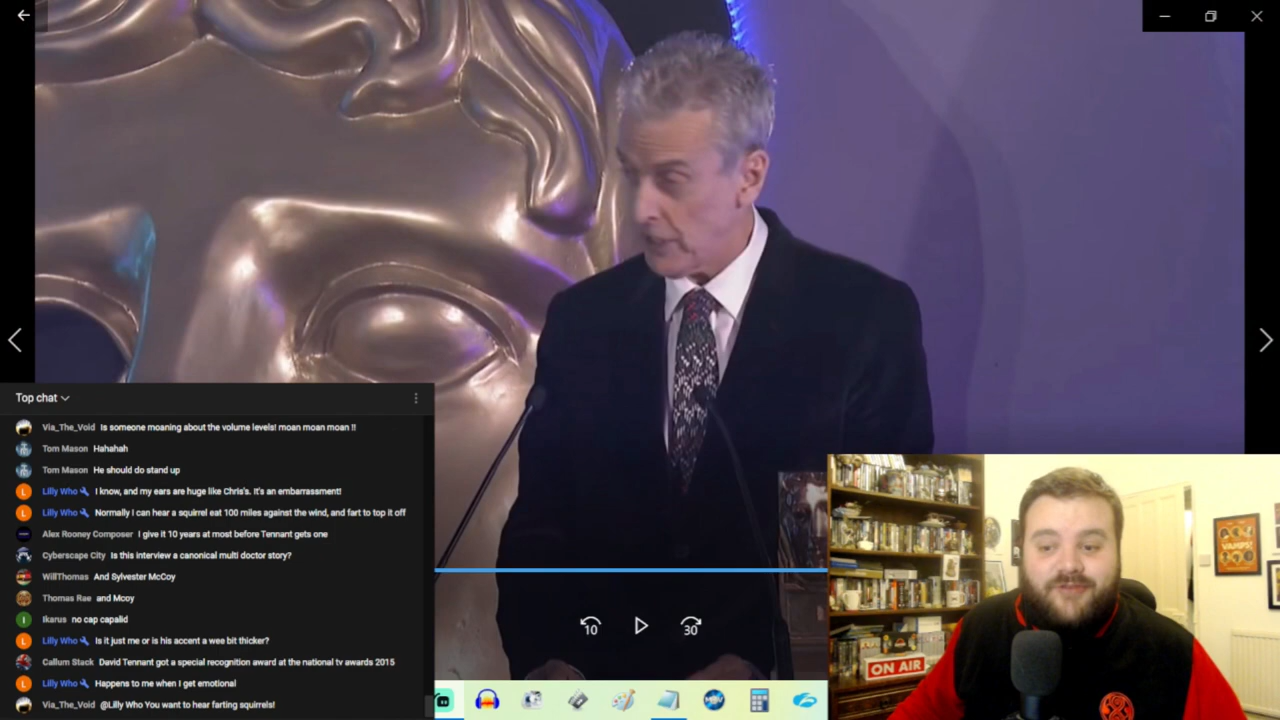 Top chat
Via_The_Void Is someone moaning about the volume levels! moan moan moan !!
Tom Mason Hahahah
Tom Mason He should do stand up
Lilly Who I know, and my ears are huge like Chris's. It's an embarrassment!
Lilly Who Normally I can hear a squirrel eat 100 miles against the wind, and fart to top it off
Alex Rooney Composer I give it 10 years at most before Tennant gets one
Cyberscape City Is this interview a canonical multi doctor story?
WillThomas And Sylvester McCoy
Thomas Rae and Mcoy
Ikarus no cap capalid
Lilly Who Is it just me or is his accent a wee bit thicker?
Callum Stack David Tennant got a special recognition award at the national tv awards 2015
Lilly Who Happens to me when I get emotional
Via_The_Void @Lilly Who You want to hear farting squirrels!
10
30
ON AIR